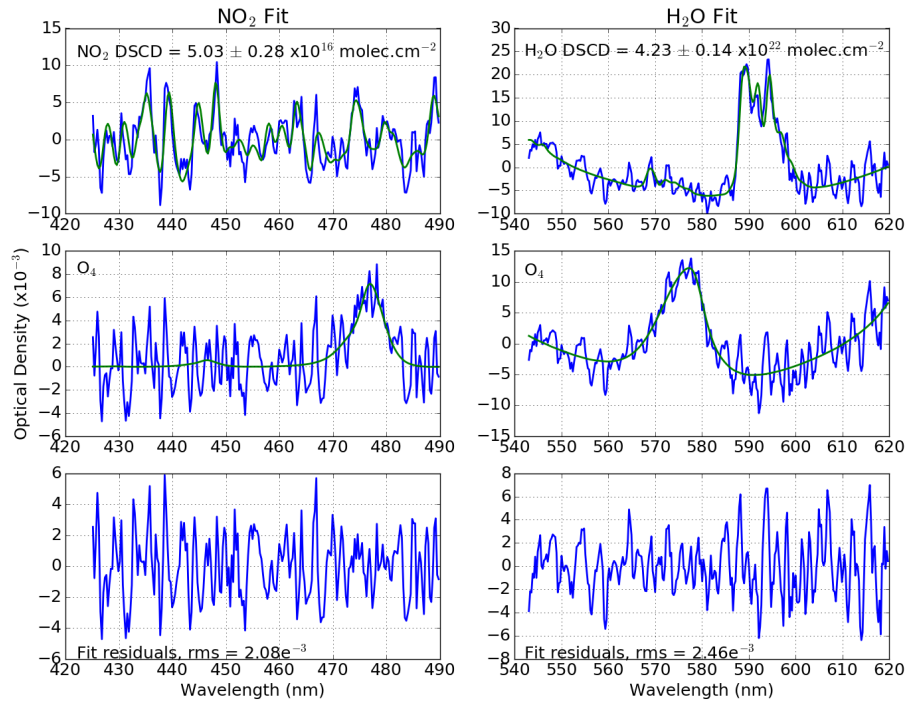 NO₂ Fit
NO₂ DSCD = 5.03 ± 0.28 x10¹⁶ molec.cm⁻²
15
10
5
0
−5
−10
420 430 440 450 460 470 480 490
H₂O Fit
H₂O DSCD = 4.23 ± 0.14 x10²² molec.cm⁻²
30
25
20
15
10
5
0
−5
−10
540 550 560 570 580 590 600 610 620
Optical Density (x10⁻³)
O₄
10
8
6
4
2
0
−2
−4
−6
420 430 440 450 460 470 480 490
O₄
15
10
5
0
−5
−10
−15
540 550 560 570 580 590 600 610 620
6
4
2
0
−2
−4
−6
Fit residuals, rms = 2.08e⁻³
420 430 440 450 460 470 480 490
Wavelength (nm)
8
6
4
2
0
−2
−4
−6
−8
Fit residuals, rms = 2.46e⁻³
540 550 560 570 580 590 600 610 620
Wavelength (nm)